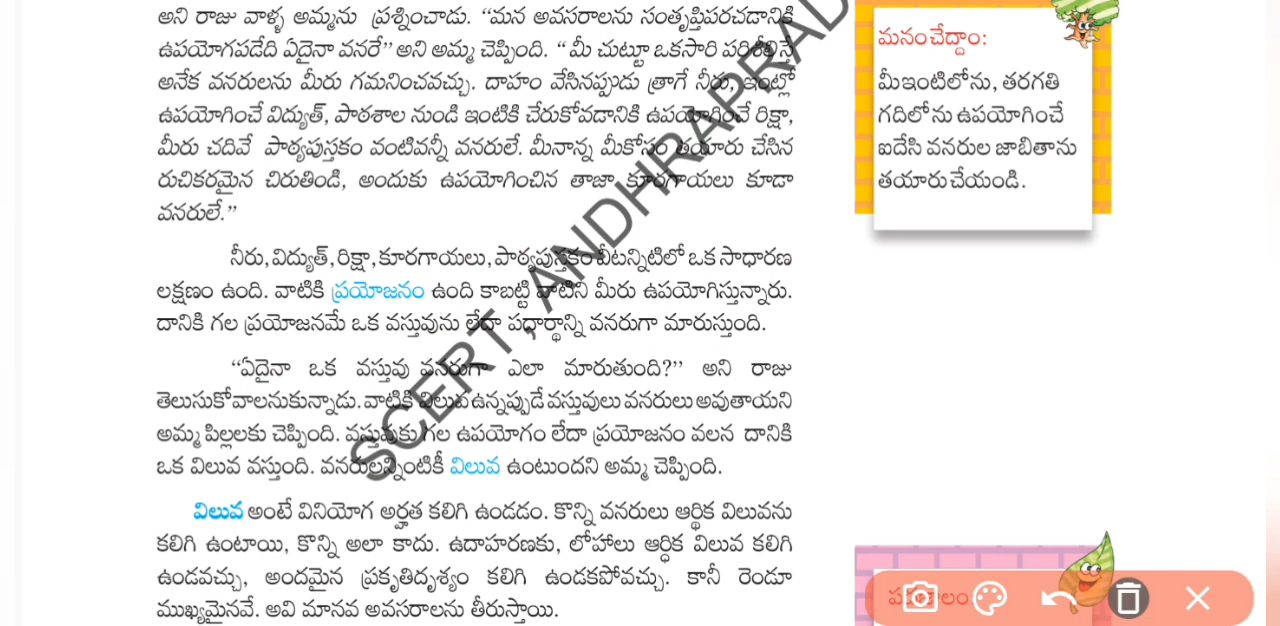 అని రాజు వాళ్ళ అమ్మను ప్రశ్నించాడు. “మన అవసరాలను సంతృప్తిపరచడానికి
ఉపయోగపడేది ఏదైనా వనరే’’ అని అమ్మ చెప్పింది. “ మీ చుట్టూ ఒకసారి పరిశీలిస్తే
అనేక వనరులను మీరు గమనించవచ్చు. దాహం వేసినప్పుడు త్రాగే నీరు, ఇంట్లో
ఉపయోగించే విద్యుత్, పాఠశాల నుండి ఇంటికి చేరుకోవడానికి ఉపయోగించే రిక్షా,
మీరు చదివే పాఠ్యపుస్తకం వంటివన్నీ వనరులే. మీనాన్న మీకోసం తయారు చేసిన
రుచికరమైన చిరుతిండి, అందుకు ఉపయోగించిన తాజా కూరగాయలు కూడా
వనరులే.”
నీరు, విద్యుత్, రిక్షా, కూరగాయలు, పాఠ్యపుస్తకం వీటన్నిటిలో ఒక సాధారణ
లక్షణం ఉంది. వాటికి ప్రయోజనం ఉంది కాబట్టి వాటిని మీరు ఉపయోగిస్తున్నారు.
దానికి గల ప్రయోజనమే ఒక వస్తువును లేదా పధార్థాన్ని వనరుగా మారుస్తుంది.
“ఏదైనా ఒక వస్తువు వనరుగా ఎలా మారుతుంది?’’ అని రాజు
తెలుసుకోవాలనుకున్నాడు. వాటికి విలువ ఉన్నప్పుడే వస్తువులు వనరులు అవుతాయని
అమ్మ పిల్లలకు చెప్పింది. వస్తువుకు గల ఉపయోగం లేదా ప్రయోజనం వలన దానికి
ఒక విలువ వస్తుంది. వనరులన్నింటికీ విలువ ఉంటుందని అమ్మ చెప్పింది.
విలువ అంటే వినియోగ అర్హత కలిగి ఉండడం. కొన్ని వనరులు ఆర్థిక విలువను
కలిగి ఉంటాయి, కొన్ని అలా కాదు. ఉదాహరణకు, లోహాలు ఆర్ధిక విలువ కలిగి
ఉండవచ్చు, అందమైన ప్రకృతిదృశ్యం కలిగి ఉండకపోవచ్చు. కానీ రెండూ
ముఖ్యమైనవే. అవి మానవ అవసరాలను తీరుస్తాయి.
మనంచేద్దాం:
మీఇంటిలోను, తరగతి
గదిలోను ఉపయోగించే
ఐదేసి వనరుల జాబితాను
తయారుచేయండి.
SCERT, ANDHRAPRAD